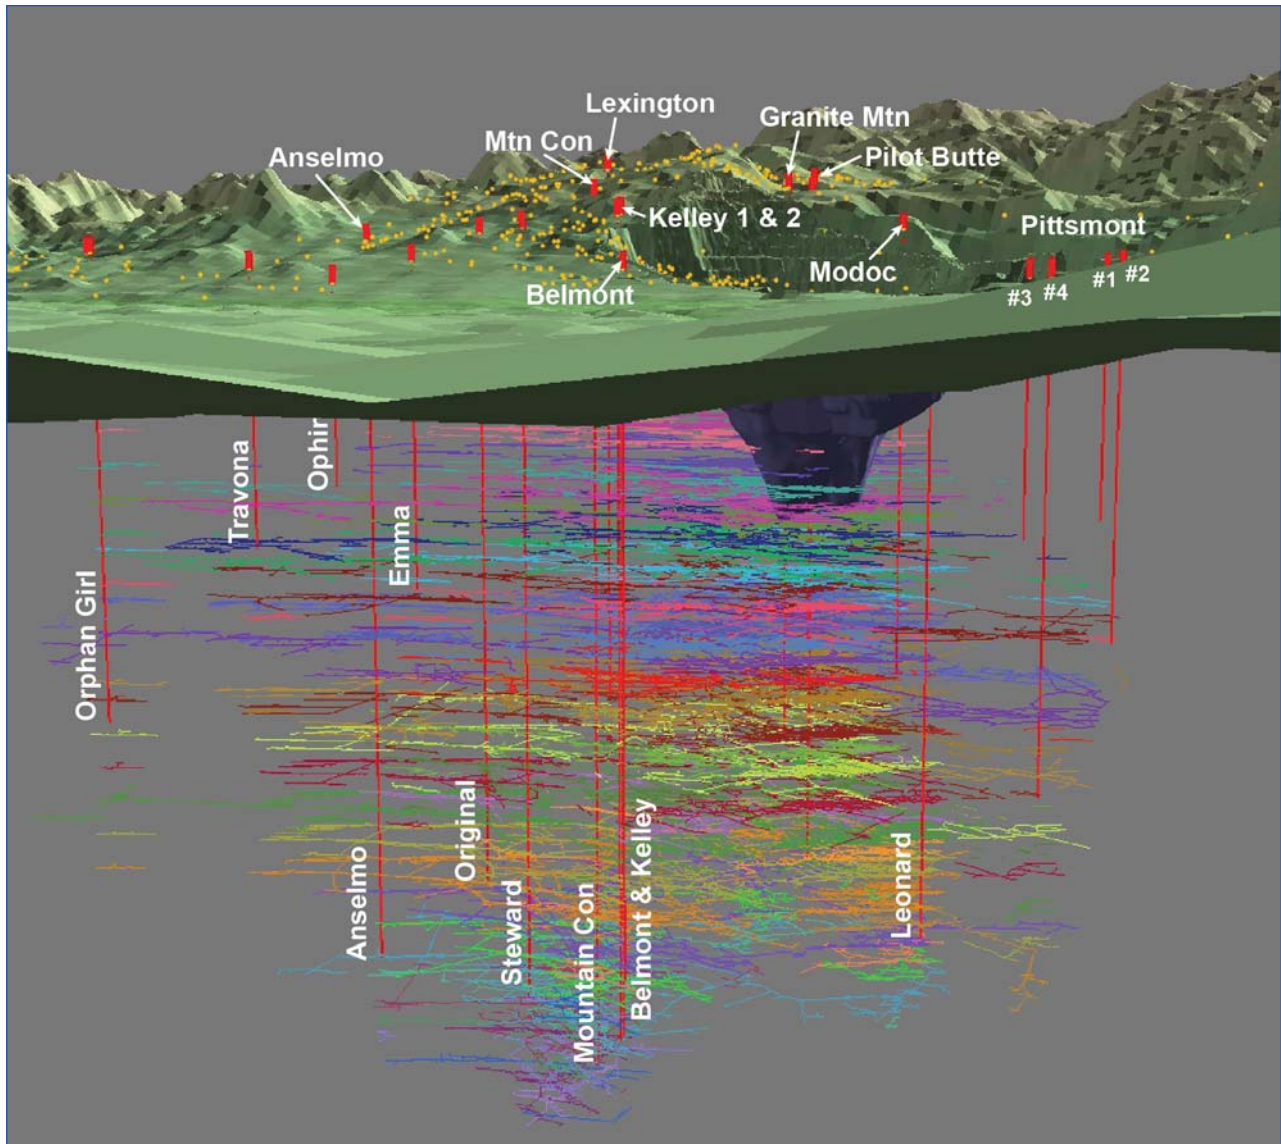 Lexington
Granite Mtn
Mtn Con
Anselmo
Pilot Butte
Kelley 1 & 2
Pittsmont
Modoc
Belmont
#3
#4
#1
#2
Orphan Girl
Travona
Ophir
Anselmo
Emma
Original
Steward
Mountain Con
Belmont & Kelley
Leonard